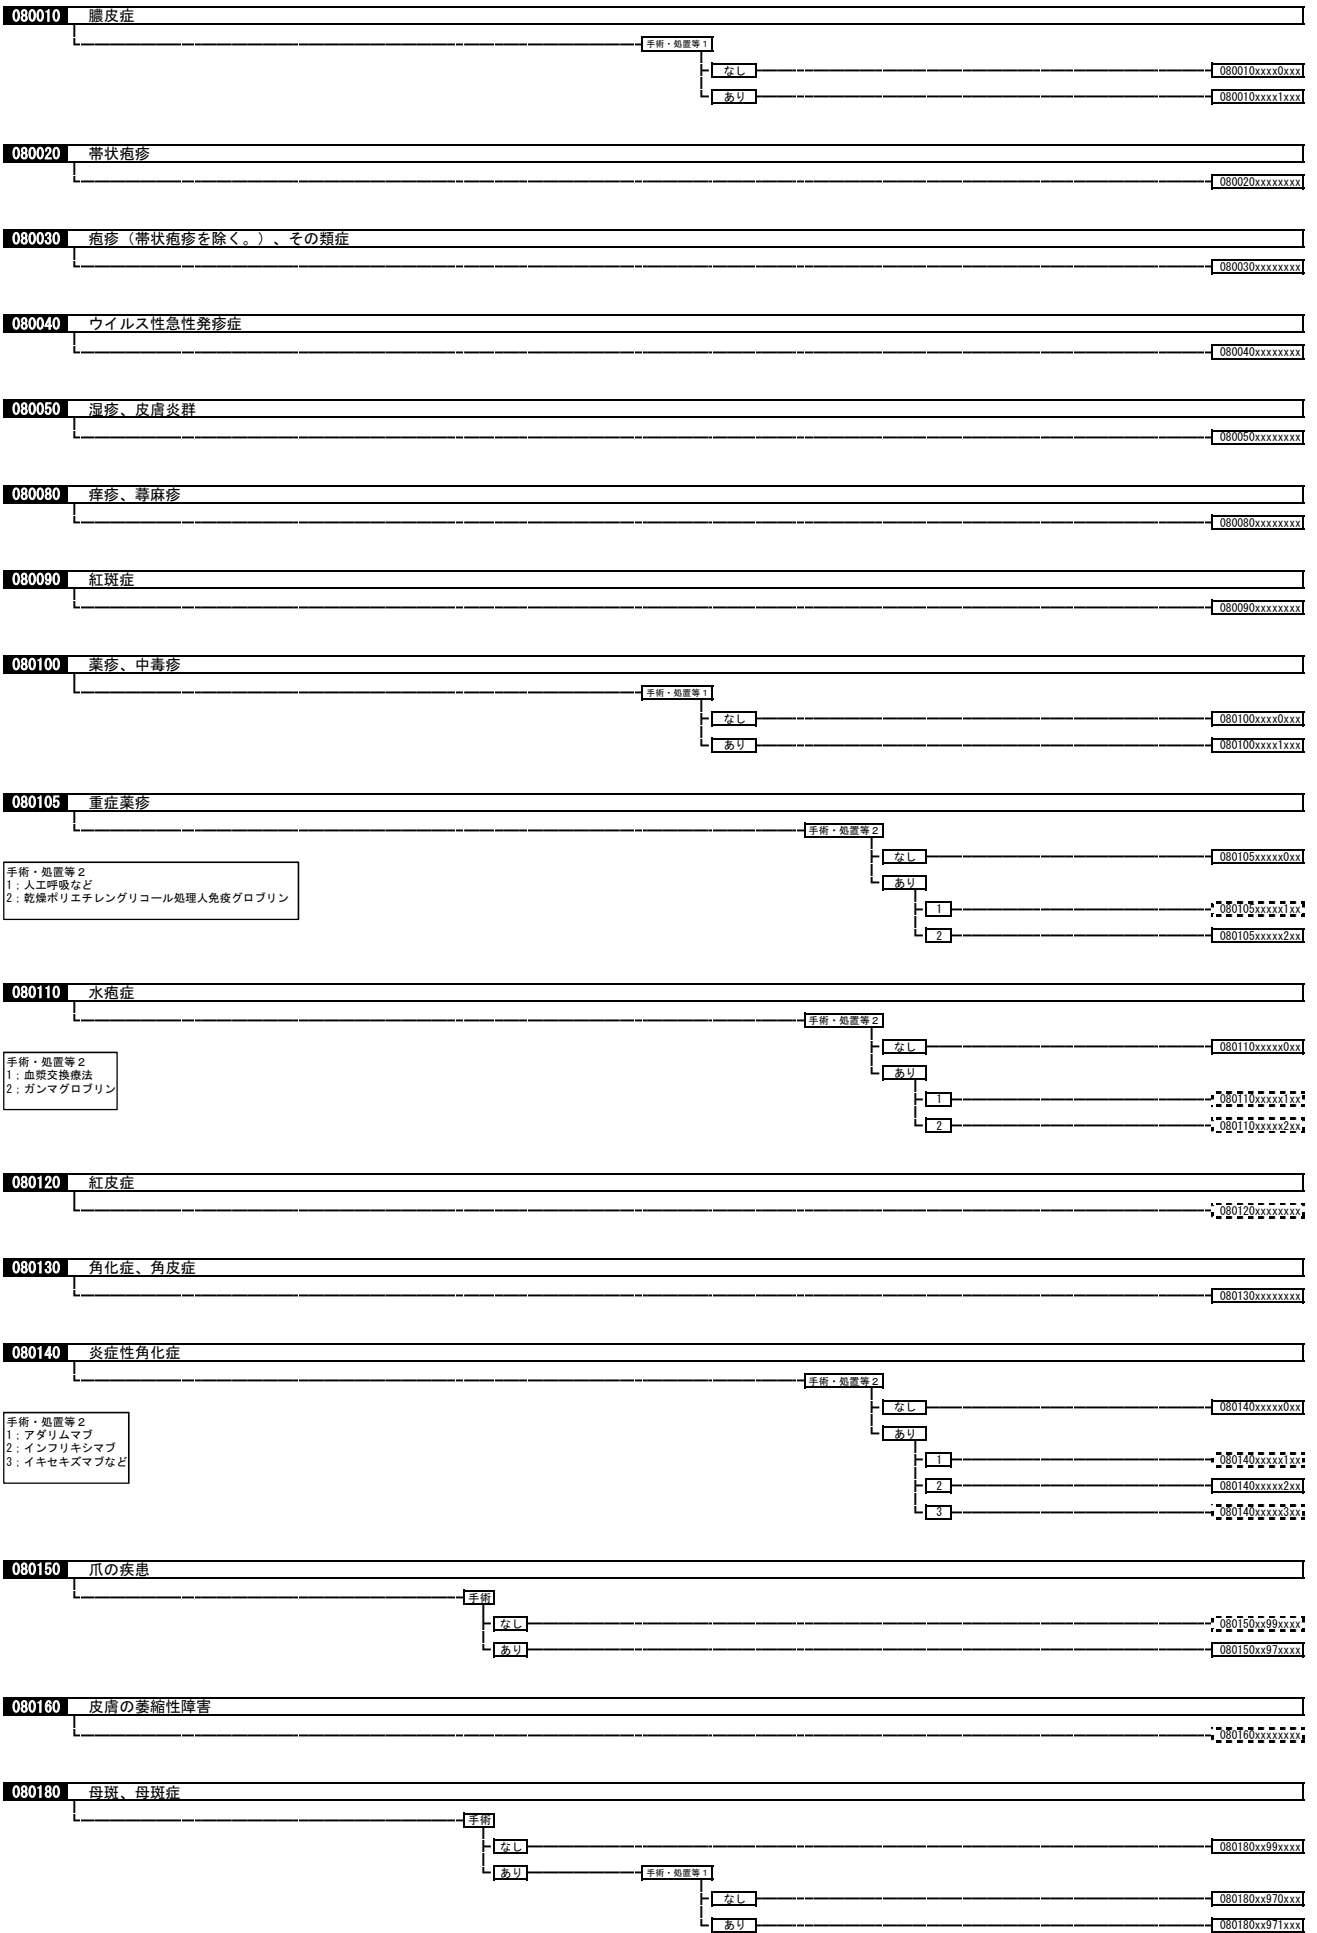 080010 膿皮症
手術・処置等1
なし 080010xxxx0xxx
あり 080010xxxx1xxx
080020 帯状疱疹
080020xxxxxxxx
080030 疱疹（帯状疱疹を除く。）、その類症
080030xxxxxxxx
080040 ウイルス性急性発疹症
080040xxxxxxxx
080050 湿疹、皮膚炎群
080050xxxxxxxx
080080 痒疹、蕁麻疹
080080xxxxxxxx
080090 紅斑症
080090xxxxxxxx
080100 薬疹、中毒疹
手術・処置等1
なし 080100xxxx0xxx
あり 080100xxxx1xxx
080105 重症薬疹
手術・処置等2
なし 080105xxxxx0xx
手術・処置等2
1；人工呼吸など
2；乾燥ポリエチレングリコール処理人免疫グロブリン
あり
1 080105xxxxx1xx
2 080105xxxxx2xx
080110 水疱症
手術・処置等2
なし 080110xxxxx0xx
手術・処置等2
1；血漿交換療法
2；ガンマグロブリン
あり
1 080110xxxxx1xx
2 080110xxxxx2xx
080120 紅皮症
080120xxxxxxxx
080130 角化症、角皮症
080130xxxxxxxx
080140 炎症性角化症
手術・処置等2
なし 080140xxxxx0xx
手術・処置等2
1；アダリムマブ
2；インフリキシマブ
3；イキセキズマブなど
あり
1 080140xxxxx1xx
2 080140xxxxx2xx
3 080140xxxxx3xx
080150 爪の疾患
手術
なし 080150xx99xxxx
あり 080150xx97xxxx
080160 皮膚の萎縮性障害
080160xxxxxxxx
080180 母斑、母斑症
手術
なし 080180xx99xxxx
あり 手術・処置等1
なし 080180xx970xxx
あり 080180xx971xxx